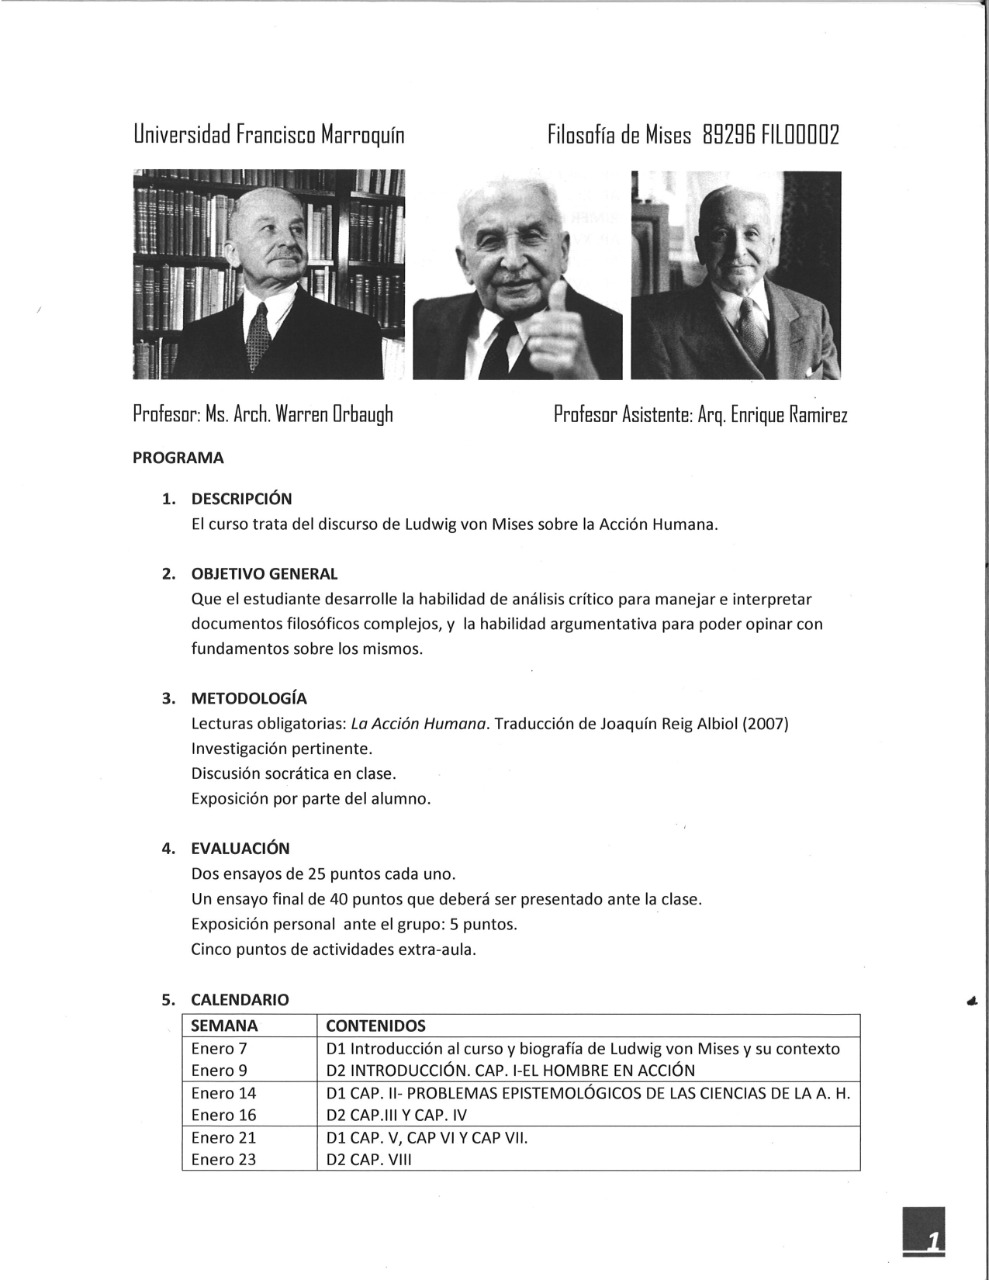 Universidad Francisco Marroquín
Filosofía de Mises 89296 FIL00002
Profesor: Ms. Arch. Warren Orbaugh
Profesor Asistente: Arq. Enrique Ramirez
PROGRAMA
1. DESCRIPCIÓN
El curso trata del discurso de Ludwig von Mises sobre la Acción Humana.
2. OBJETIVO GENERAL
Que el estudiante desarrolle la habilidad de análisis crítico para manejar e interpretar
documentos filosóficos complejos, y la habilidad argumentativa para poder opinar con
fundamentos sobre los mismos.
3. METODOLOGÍA
Lecturas obligatorias: La Acción Humana. Traducción de Joaquín Reig Albiol (2007)
Investigación pertinente.
Discusión socrática en clase.
Exposición por parte del alumno.
4. EVALUACIÓN
Dos ensayos de 25 puntos cada uno.
Un ensayo final de 40 puntos que deberá ser presentado ante la clase.
Exposición personal ante el grupo: 5 puntos.
Cinco puntos de actividades extra-aula.
5. CALENDARIO
SEMANA CONTENIDOS
Enero 7 D1 Introducción al curso y biografía de Ludwig von Mises y su contexto
Enero 9 D2 INTRODUCCIÓN. CAP. I-EL HOMBRE EN ACCIÓN
Enero 14 D1 CAP. II- PROBLEMAS EPISTEMOLÓGICOS DE LAS CIENCIAS DE LA A. H.
Enero 16 D2 CAP.III Y CAP. IV
Enero 21 D1 CAP. V, CAP VI Y CAP VII.
Enero 23 D2 CAP. VIII
1